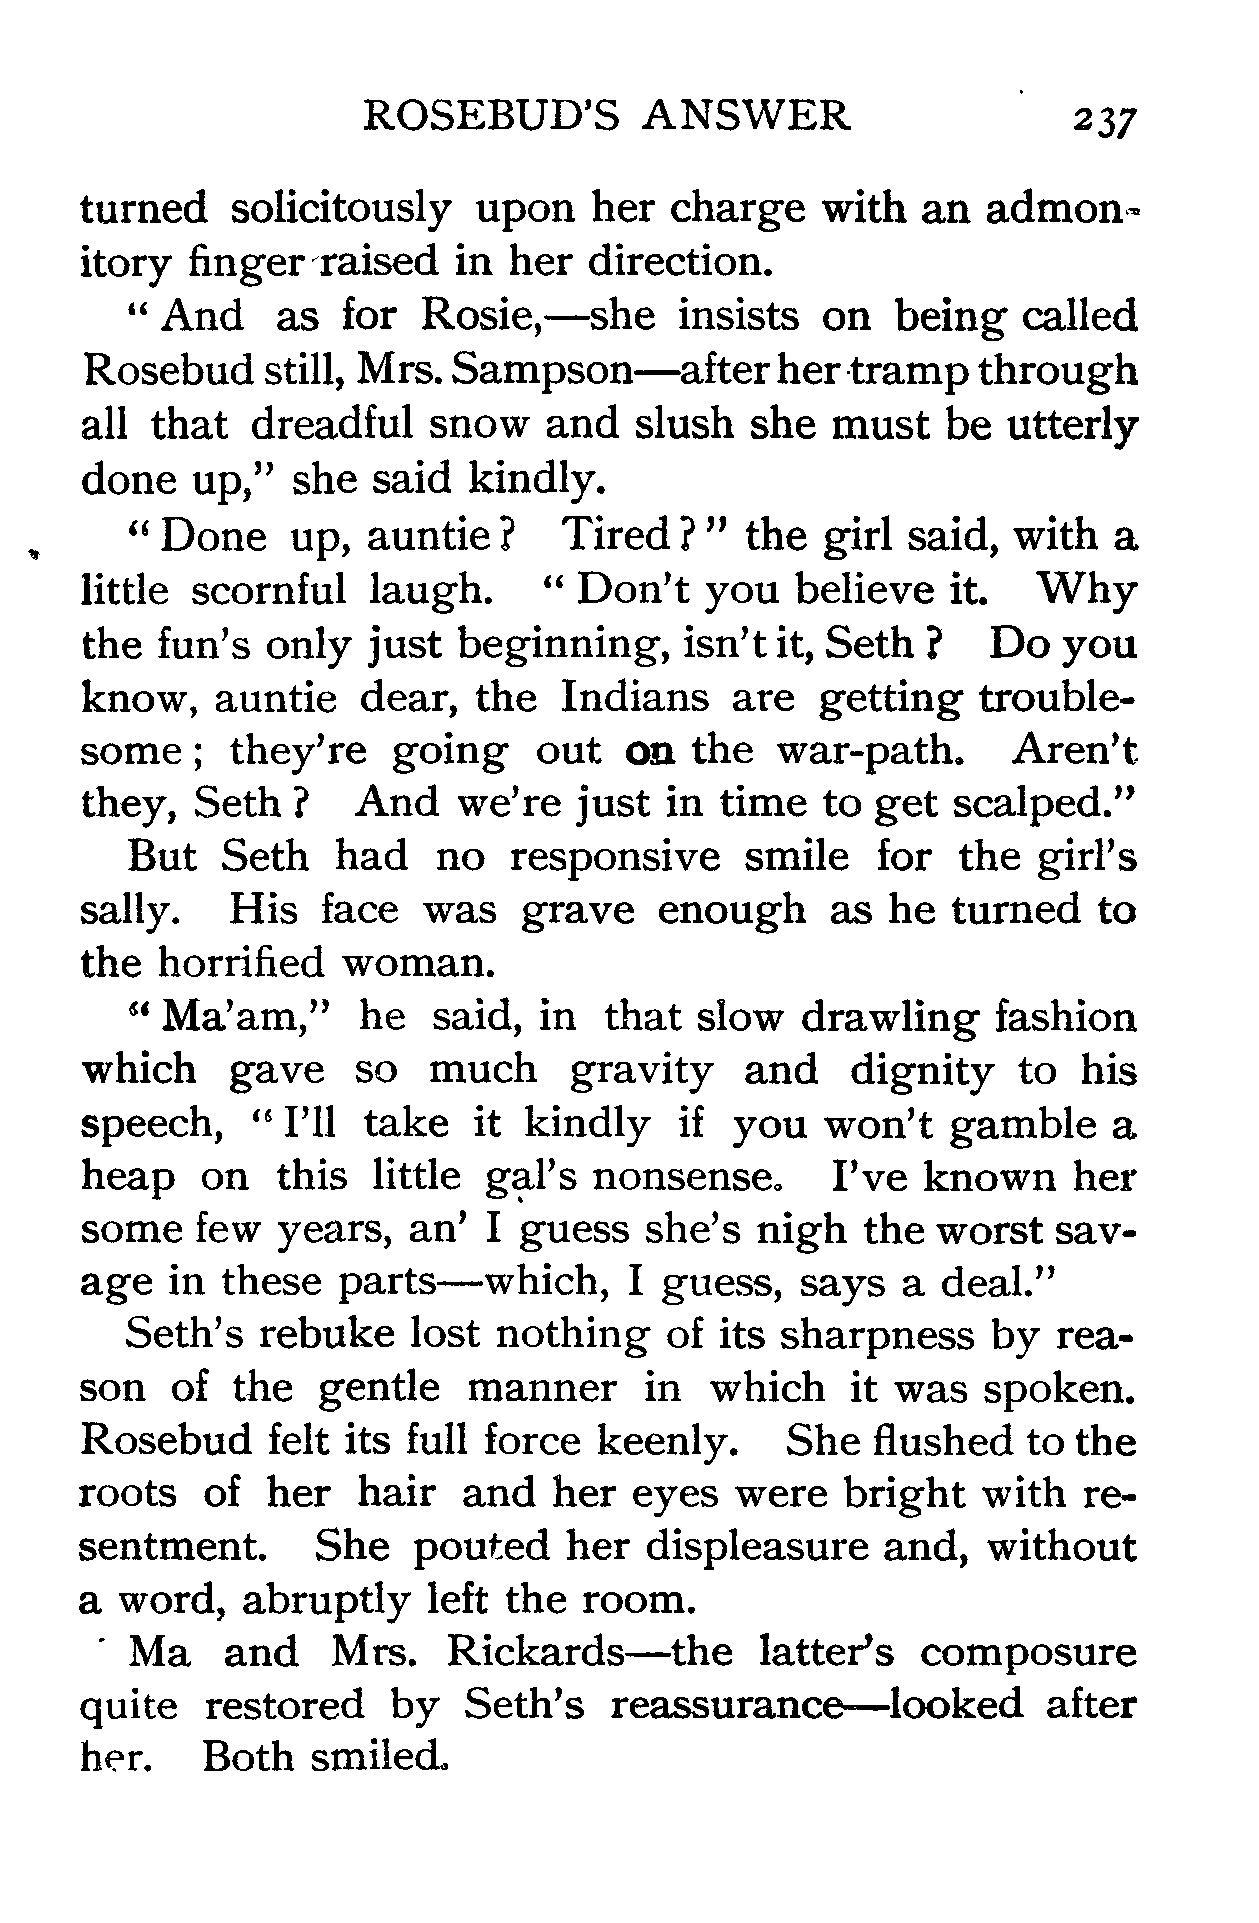 ROSEBUD'S ANSWER 237
turned solicitously upon her charge with an admon-
itory finger raised in her direction.
" And as for Rosie,—she insists on being called
Rosebud still, Mrs. Sampson—after her tramp through
all that dreadful snow and slush she must be utterly
done up," she said kindly.
" Done up, auntie ? Tired ? " the girl said, with a
little scornful laugh. " Don't you believe it. Why
the fun's only just beginning, isn't it, Seth ? Do you
know, auntie dear, the Indians are getting trouble-
some ; they're going out on the war-path. Aren't
they, Seth ? And we're just in time to get scalped."
But Seth had no responsive smile for the girl's
sally. His face was grave enough as he turned to
the horrified woman.
" Ma'am," he said, in that slow drawling fashion
which gave so much gravity and dignity to his
speech, " I'll take it kindly if you won't gamble a
heap on this little gal's nonsense. I've known her
some few years, an' I guess she's nigh the worst sav-
age in these parts—which, I guess, says a deal."
Seth's rebuke lost nothing of its sharpness by rea-
son of the gentle manner in which it was spoken.
Rosebud felt its full force keenly. She flushed to the
roots of her hair and her eyes were bright with re-
sentment. She pouted her displeasure and, without
a word, abruptly left the room.
Ma and Mrs. Rickards—the latter's composure
quite restored by Seth's reassurance—looked after
her. Both smiled.